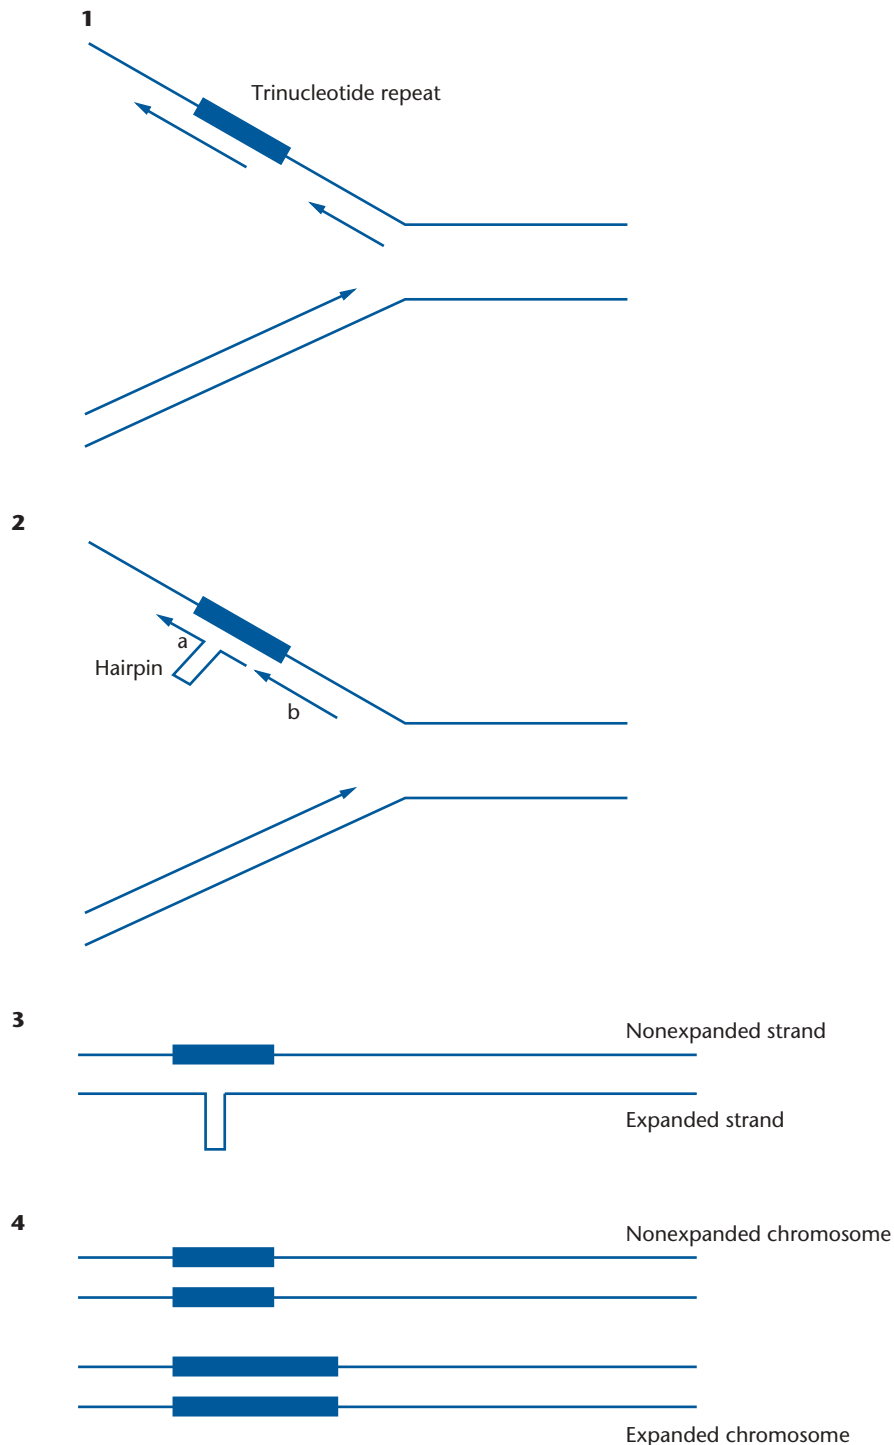 1
Trinucleotide repeat
2
a
Hairpin
b
3
Nonexpanded strand
Expanded strand
4
Nonexpanded chromosome
Expanded chromosome